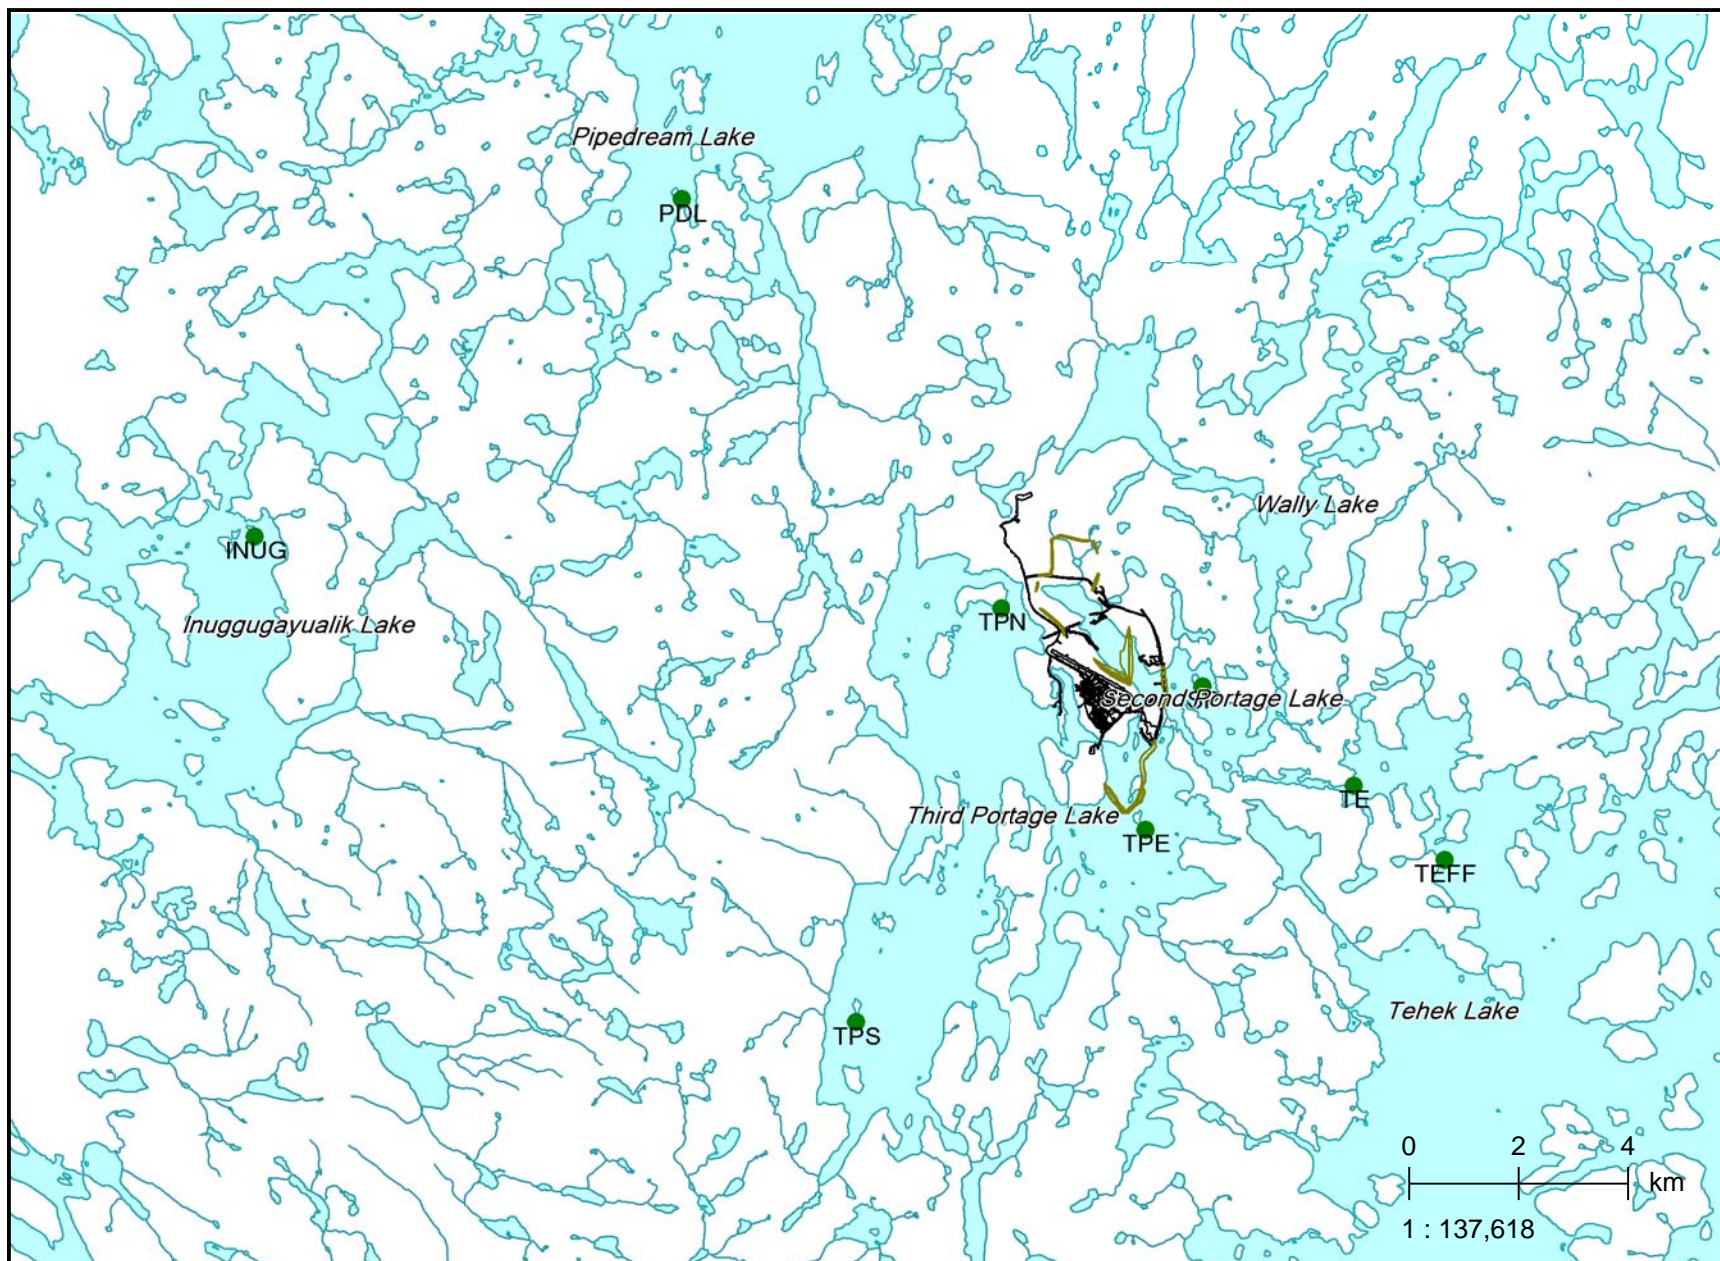 Pipedream Lake
PDL
Wally Lake
INUG
TPN
Inuggugayualik Lake
Second Portage Lake
TE
Third Portage Lake
TPE
TEFF
Tehek Lake
TPS
0 2 4
km
1 : 137,618